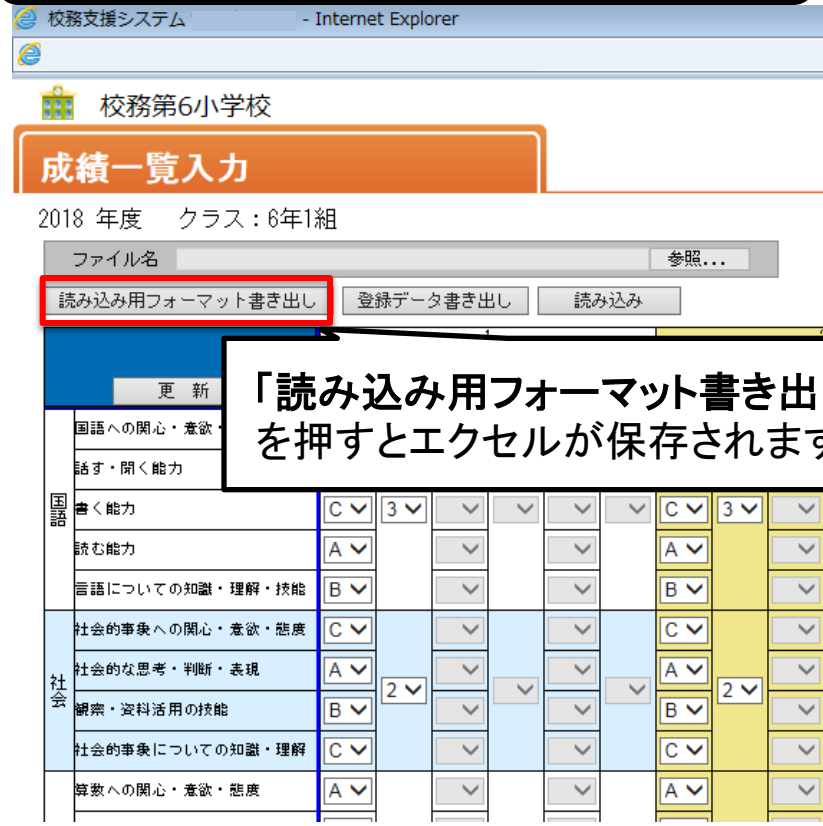 校務支援システム - Internet Explorer
校務第6小学校
成績一覧入力
2018 年度 クラス：6年1組
ファイル名 参照...
読み込み用フォーマット書き出し 登録データ書き出し 読み込み
更 新
「読み込み用フォーマット書き出
を押すとエクセルが保存されます
国語
国語への関心・意欲・
話す・聞く能力
書く能力 C 3 C 3
読む能力 A A
言語についての知識・理解・技能 B B
社会
社会的事象への関心・意欲・態度 C C
社会的な思考・判断・表現 A A
2 2
観察・資料活用の技能 B B
社会的事象についての知識・理解 C C
算数への関心・意欲・態度 A A